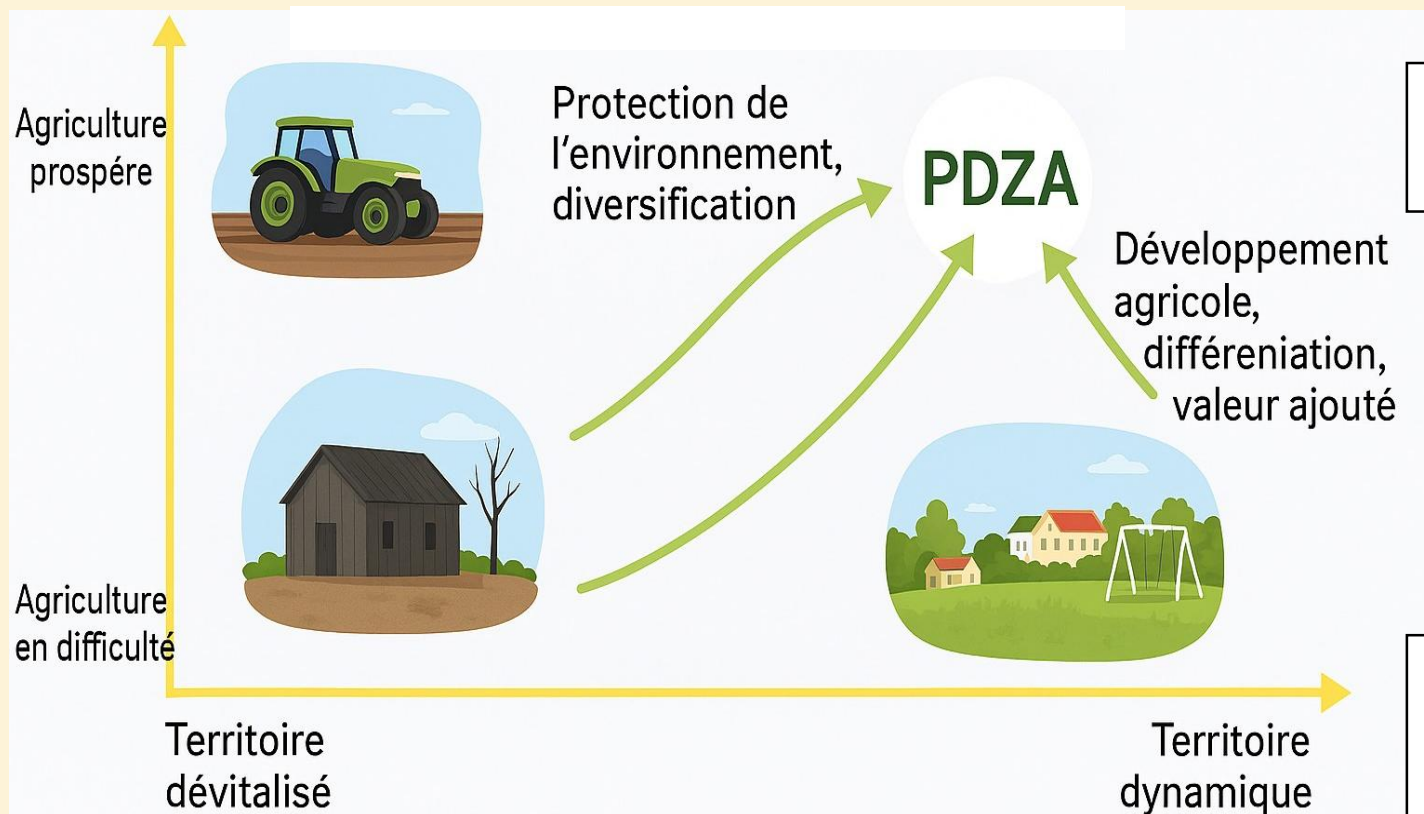 Agriculture
prospére
Protection de
l'environnement,
diversification
PDZA
Développement
agricole,
différeniation,
valeur ajouté
Agriculture
en difficulté
Territoire
dévitalisé
Territoire
dynamique